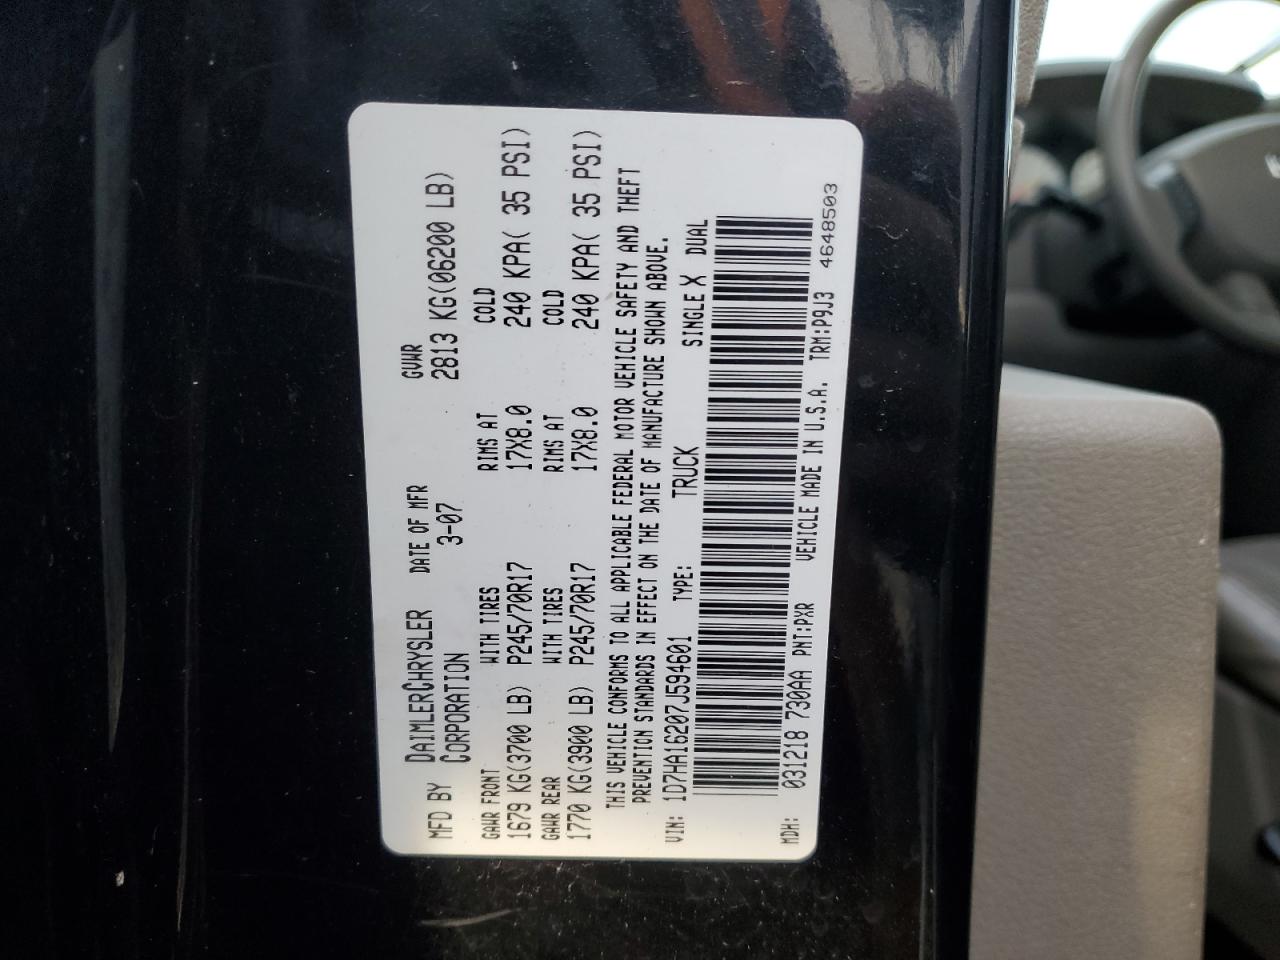 MFD BY DAIMLERCHRYSLER CORPORATION DATE OF MFR 3-07 GVWR 2813 KG(06200 LB)
GAWR FRONT WITH TIRES RIMS AT COLD
1679 KG(3700 LB) P245/70R17 17X8.0 240 KPA( 35 PSI)
GAWR REAR WITH TIRES RIMS AT COLD
1770 KG(3900 LB) P245/70R17 17X8.0 240 KPA( 35 PSI)
THIS VEHICLE CONFORMS TO ALL APPLICABLE FEDERAL MOTOR VEHICLE SAFETY AND THEFT
PREVENTION STANDARDS IN EFFECT ON THE DATE OF MANUFACTURE SHOWN ABOVE.
VIN: 1D7HA16207J594601 TYPE: TRUCK SINGLE X DUAL
MDH: 031218 730AA PNT:PXR VEHICLE MADE IN U.S.A. TRM:P9J3 4648503